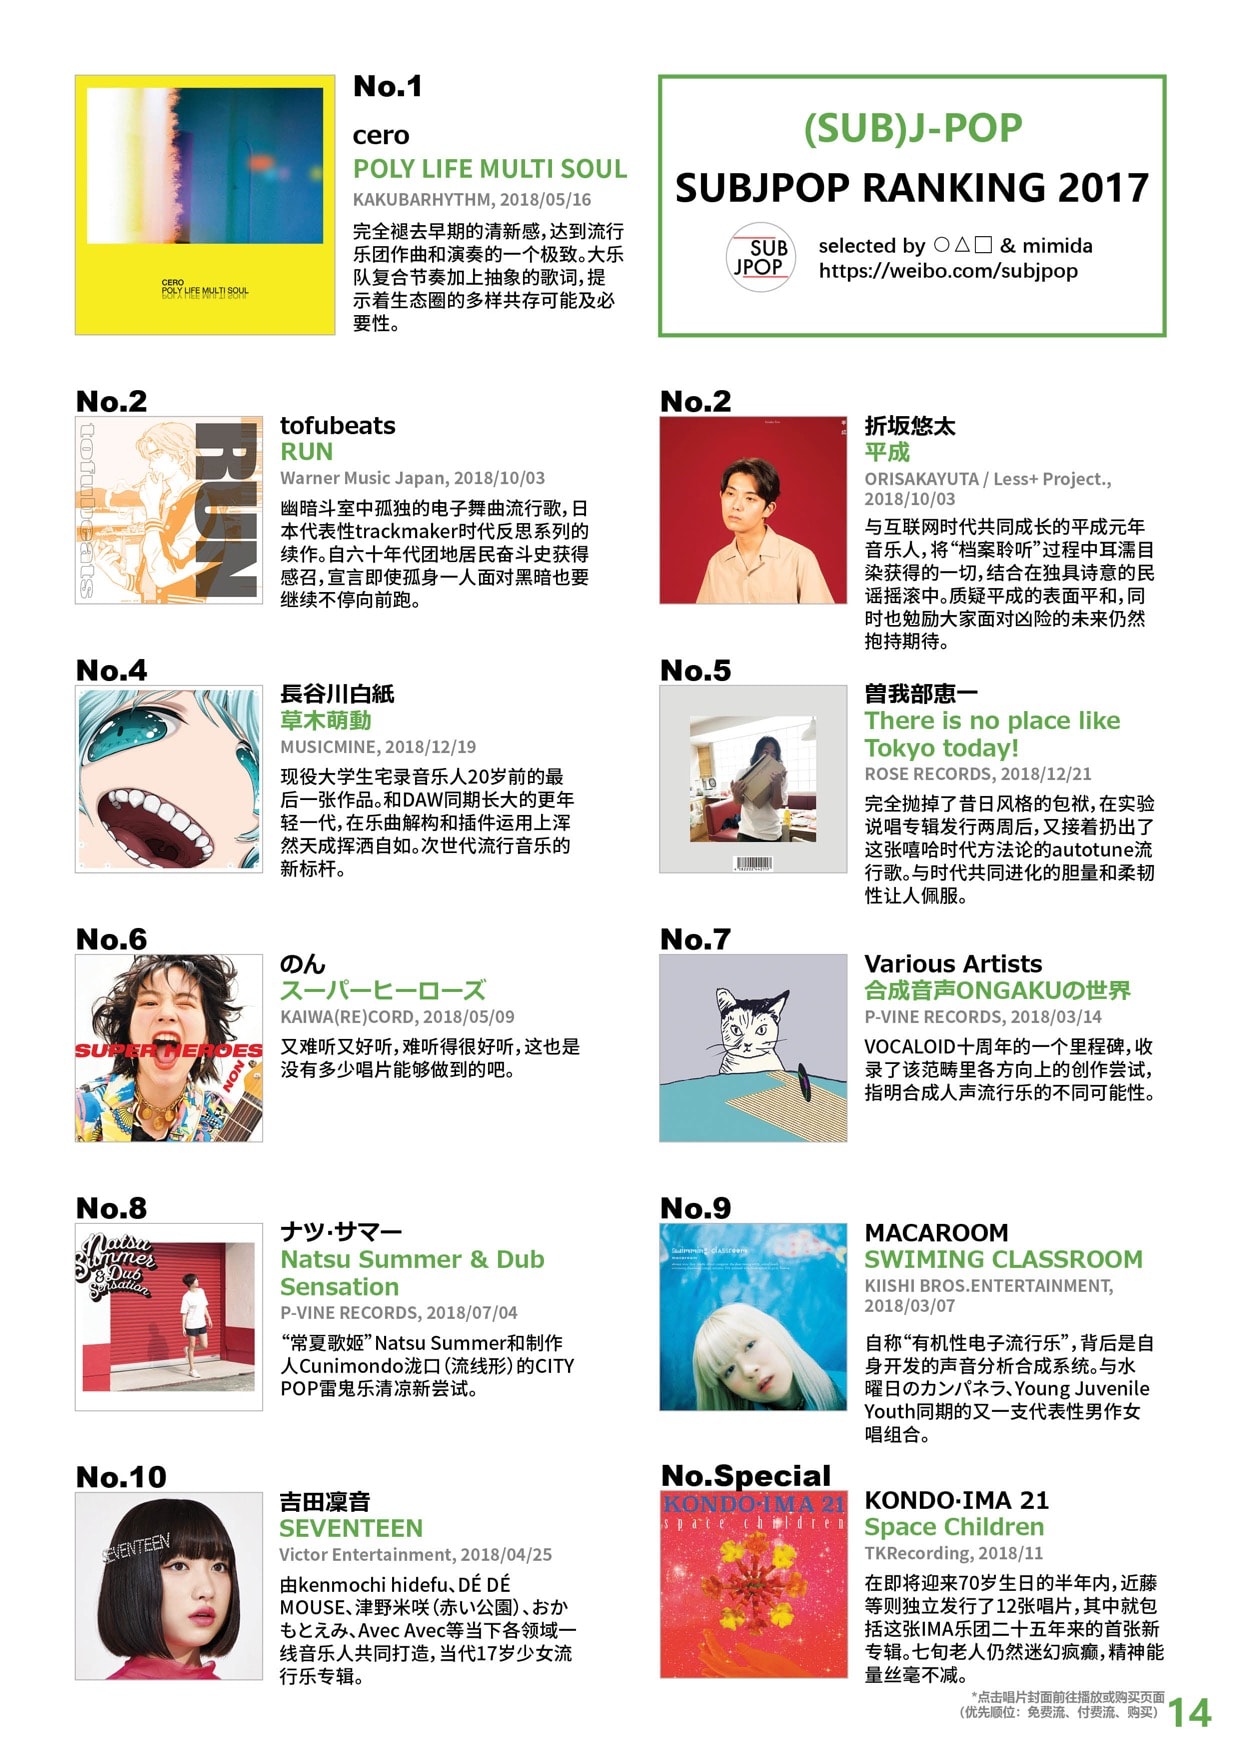 No.1
cero
POLY LIFE MULTI SOUL
KAKUBARHYTHM, 2018/05/16
完全褪去早期的清新感，达到流行
乐团作曲和演奏的一个极致。大乐
队复合节奏加上抽象的歌词，提
示着生态圈的多样共存可能及必
要性。
CERO
POLY LIFE MULTI SOUL
(SUB)J-POP
SUBJPOP RANKING 2017
SUB
JPOP
selected by ○△□ & mimida
https://weibo.com/subjpop
No.2
tofubeats
RUN
tofubeats
RUN
Warner Music Japan, 2018/10/03
幽暗斗室中孤独的电子舞曲流行歌，日
本代表性trackmaker时代反思系列的
续作。自六十年代团地居民奋斗史获得
感召，宣言即使孤身一人面对黑暗也要
继续不停向前跑。
No.2
折坂悠太
平成
ORISAKAYUTA / Less+ Project.,
2018/10/03
与互联网时代共同成长的平成元年
音乐人，将“档案聆听”过程中耳濡目
染获得的一切，结合在独具诗意的民
谣摇滚中。质疑平成的表面平和，同
时也勉励大家面对凶险的未来仍然
抱持期待。
No.4
長谷川白紙
草木萌動
MUSICMINE, 2018/12/19
现役大学生宅录音乐人20岁前的最
后一张作品。和DAW同期长大的更年
轻一代，在乐曲解构和插件运用上浑
然天成挥洒自如。次世代流行音乐的
新标杆。
No.5
曽我部恵一
There is no place like
Tokyo today!
ROSE RECORDS, 2018/12/21
完全抛掉了昔日风格的包袱，在实验
说唱专辑发行两周后，又接着扔出了
这张嘻哈时代方法论的autotune流
行歌。与时代共同进化的胆量和柔韧
性让人佩服。
No.6
SUPER HEROES
NON
のん
スーパーヒーローズ
KAIWA(RE)CORD, 2018/05/09
又难听又好听，难听得很好听，这也是
没有多少唱片能够做到的吧。
No.7
Various Artists
合成音声ONGAKUの世界
P-VINE RECORDS, 2018/03/14
VOCALOID十周年的一个里程碑，收
录了该范畴里各方向上的创作尝试，
指明合成人声流行乐的不同可能性。
No.8
Natsu
Summer
& Dub
Sensation
ナツ·サマー
Natsu Summer & Dub
Sensation
P-VINE RECORDS, 2018/07/04
“常夏歌姬”Natsu Summer和制作
人Cunimondo泷口（流线形）的CITY
POP雷鬼乐清凉新尝试。
No.9
Swimming Classroom
MACAROOM
SWIMING CLASSROOM
KIISHI BROS.ENTERTAINMENT,
2018/03/07
自称“有机性电子流行乐”，背后是自
身开发的声音分析合成系统。与水
曜日のカンパネラ、Young Juvenile
Youth同期的又一支代表性男作女
唱组合。
No.10
SEVENTEEN
吉田凜音
SEVENTEEN
Victor Entertainment, 2018/04/25
由kenmochi hidefu、DÉ DÉ
MOUSE、津野米咲（赤い公園）、おか
もとえみ、Avec Avec等当下各领域一
线音乐人共同打造，当代17岁少女流
行乐专辑。
No.Special
KONDO·IMA 21
space children
KONDO·IMA 21
Space Children
TKRecording, 2018/11
在即将迎来70岁生日的半年内，近藤
等则独立发行了12张唱片，其中就包
括这张IMA乐团二十五年来的首张新
专辑。七旬老人仍然迷幻疯癫，精神能
量丝毫不减。
*点击唱片封面前往播放或购买页面
（优先顺位：免费流、付费流、购买）
14